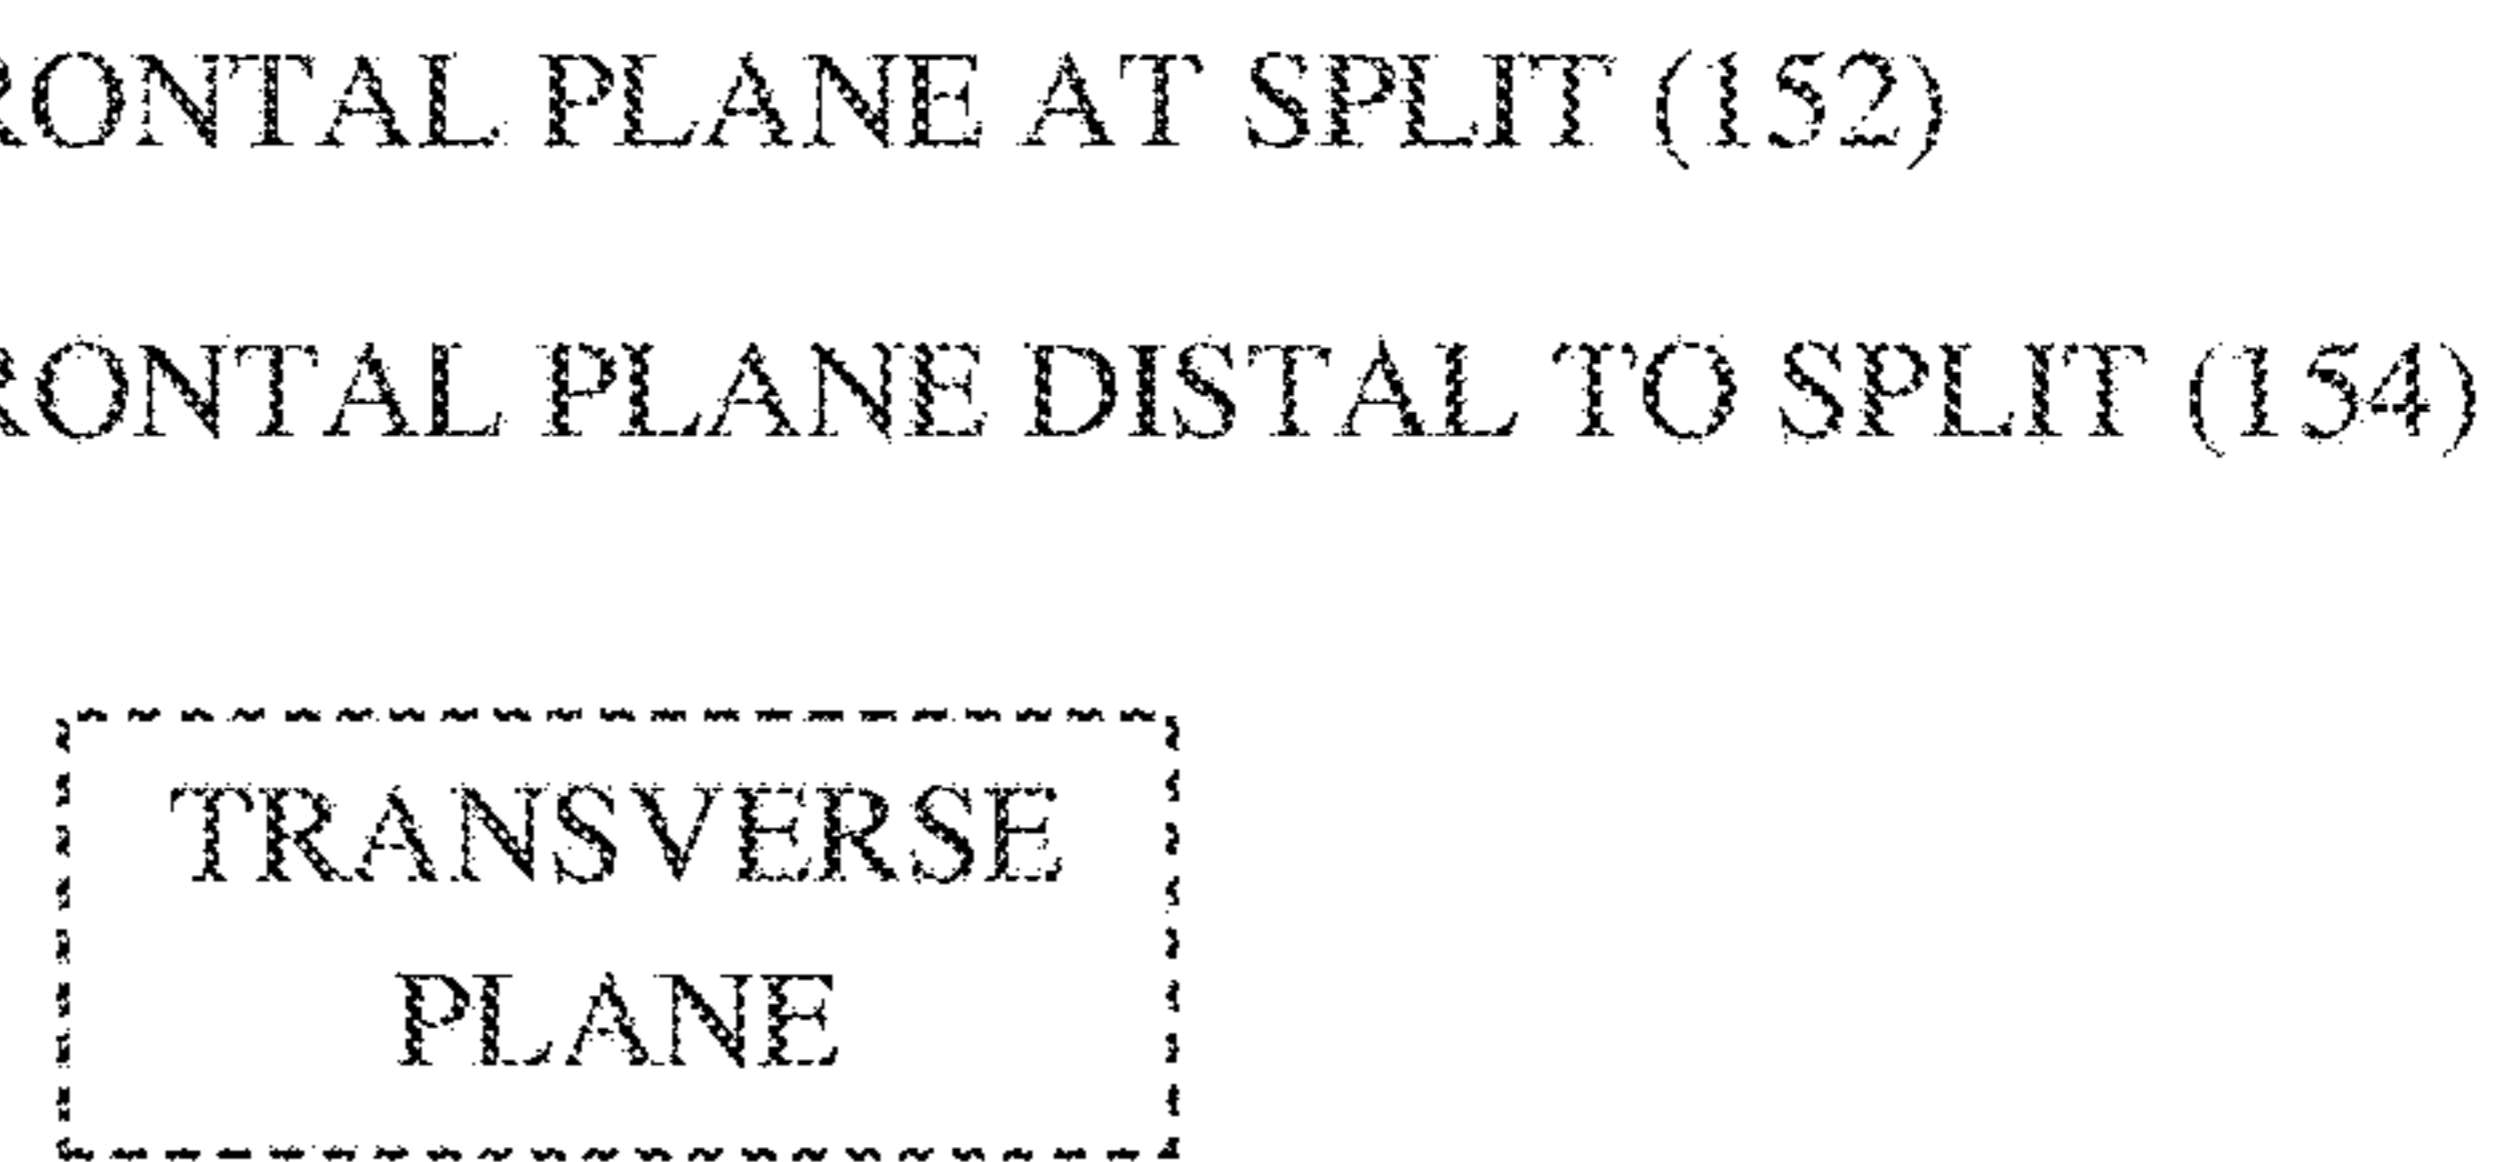 RONTAL PLANE AT SPLIT (152)
RONTAL PLANE DISTAL TO SPLIT (154)
TRANSVERSE
PLANE